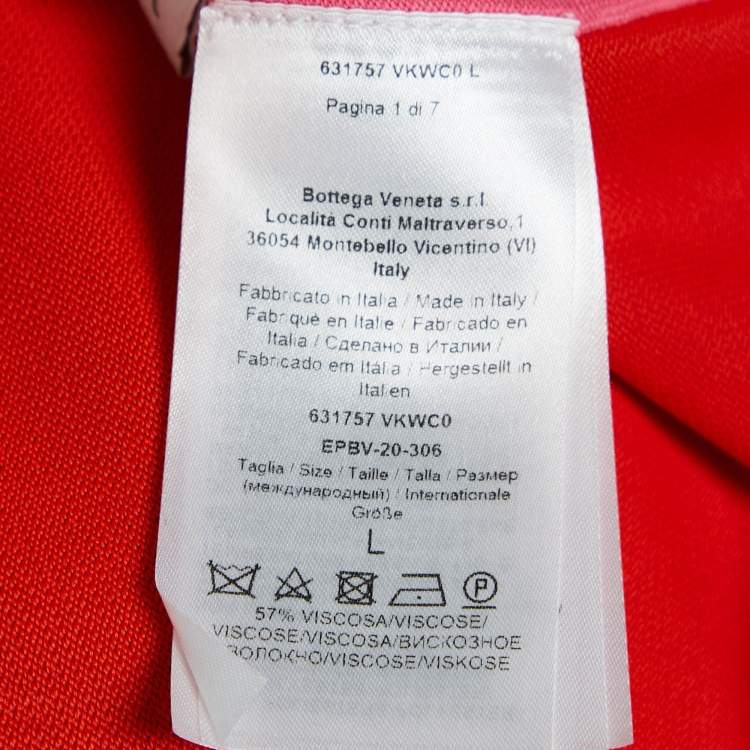 631757 VKWC0 L
Pagina 1 di 7
Bottega Veneta s.r.l.
Località Conti Maltraverso,1
36054 Montebello Vicentino (VI)
Italy
Fabbricato in Italia / Made in Italy /
Fabriqué en Italie / Fabricado en
Italia / Сделано в Италии /
Fabricado em Itália / Hergestellt in
Italien
631757 VKWC0
EPBV-20-306
Taglia / Size / Taille / Talla / Размер
(международный) / Internationale
Größe
L
P
57% VISCOSA/VISCOSE/
VISCOSE/VISCOSA/ВИСКОЗНОЕ
ВОЛОКНО/VISCOSE/VISKOSE